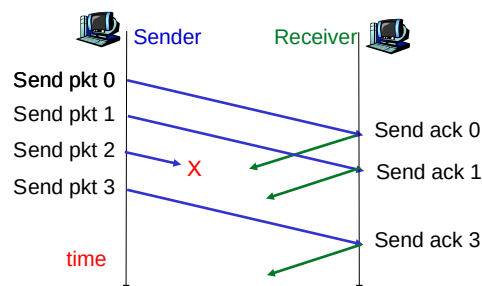 Sender
Receiver
Send pkt 0
Send pkt 1
Send ack 0
Send pkt 2
X
Send ack 1
Send pkt 3
Send ack 3
time